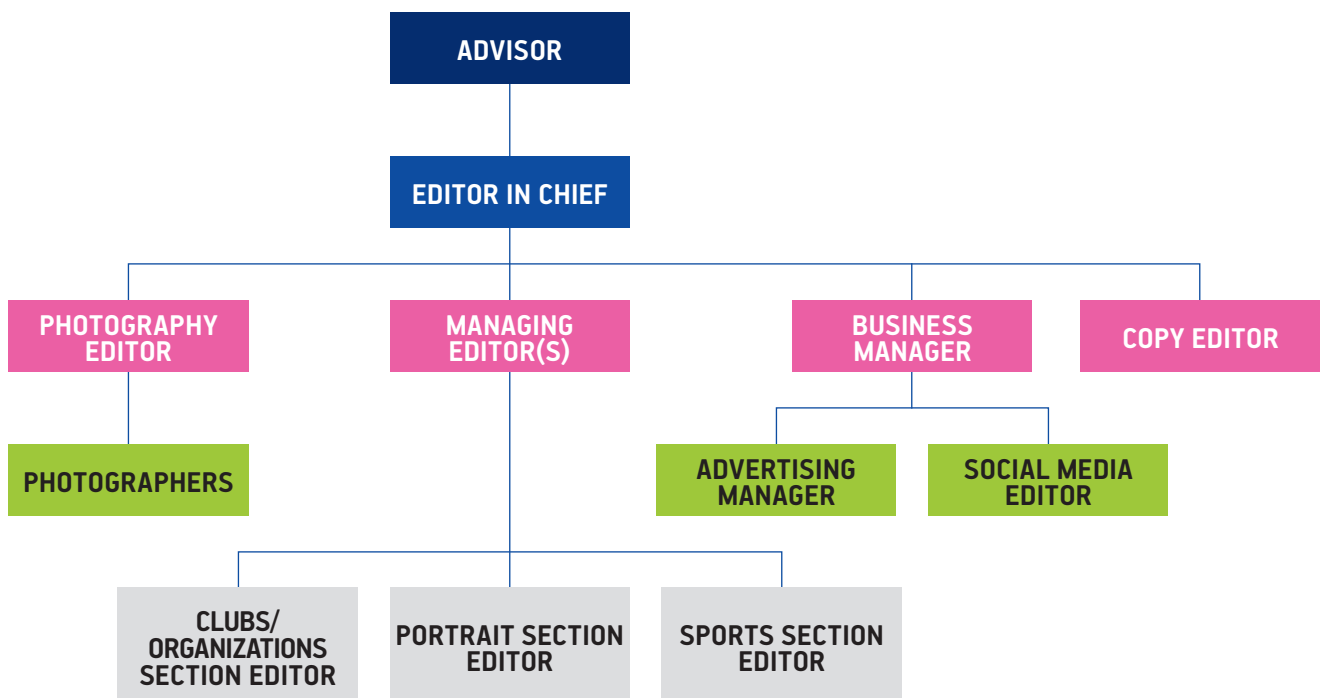 ADVISOR
EDITOR IN CHIEF
PHOTOGRAPHY
EDITOR
MANAGING
EDITOR(S)
BUSINESS
MANAGER
COPY EDITOR
PHOTOGRAPHERS
ADVERTISING
MANAGER
SOCIAL MEDIA
EDITOR
CLUBS/
ORGANIZATIONS
SECTION EDITOR
PORTRAIT SECTION
EDITOR
SPORTS SECTION
EDITOR